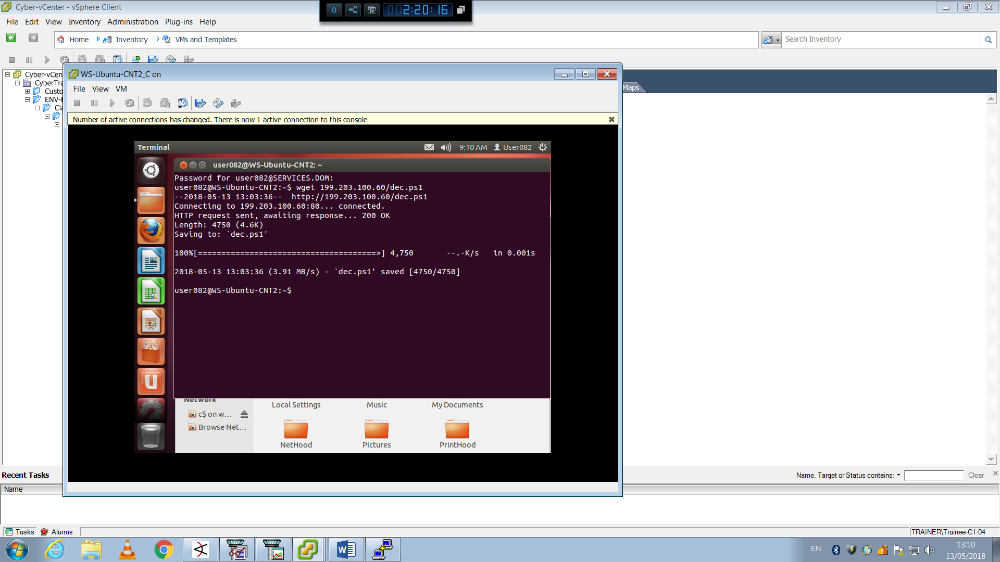 Cyber-vCenter - vSphere Client
0
2:20:16
File Edit View Inventory Administration Plug-ins Help
Home Inventory VMs and Templates
Search Inventory
Cyber-vCen
CyberTra
Custo
ENV-
Cla
Maps
WS-Ubuntu-CNT2_C on
File View VM
Number of active connections has changed. There is now 1 active connection to this console
Terminal
9:10 AM User082
user082@WS-Ubuntu-CNT2: ~
Password for user082@SERVICES.DOM:
user082@WS-Ubuntu-CNT2:~$ wget 199.203.100.60/dec.ps1
--2018-05-13 13:03:36-- http://199.203.100.60/dec.ps1
Connecting to 199.203.100.60:80... connected.
HTTP request sent, awaiting response... 200 OK
Length: 4750 (4.6K)
Saving to: `dec.ps1'
100%[======================================>] 4,750 --.-K/s in 0.001s
2018-05-13 13:03:36 (3.91 MB/s) - `dec.ps1' saved [4750/4750]
user082@WS-Ubuntu-CNT2:~$
Network
c$ on w...
Browse Net...
Local Settings Music My Documents
NetHood Pictures PrintHood
Recent Tasks
Name, Target or Status contains: Clear
Name
Tasks Alarms
TRAINER\Trainee-C1-04
EN
13:10
13/05/2018